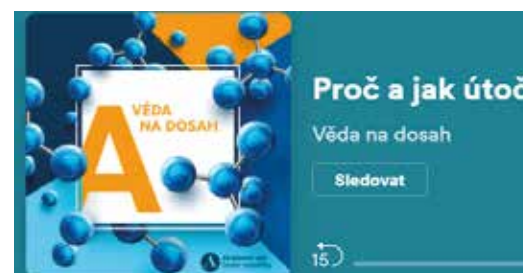 A
VĚDA
NA DOSAH
Proč a jak útoč
Věda na dosah
Sledovat
15